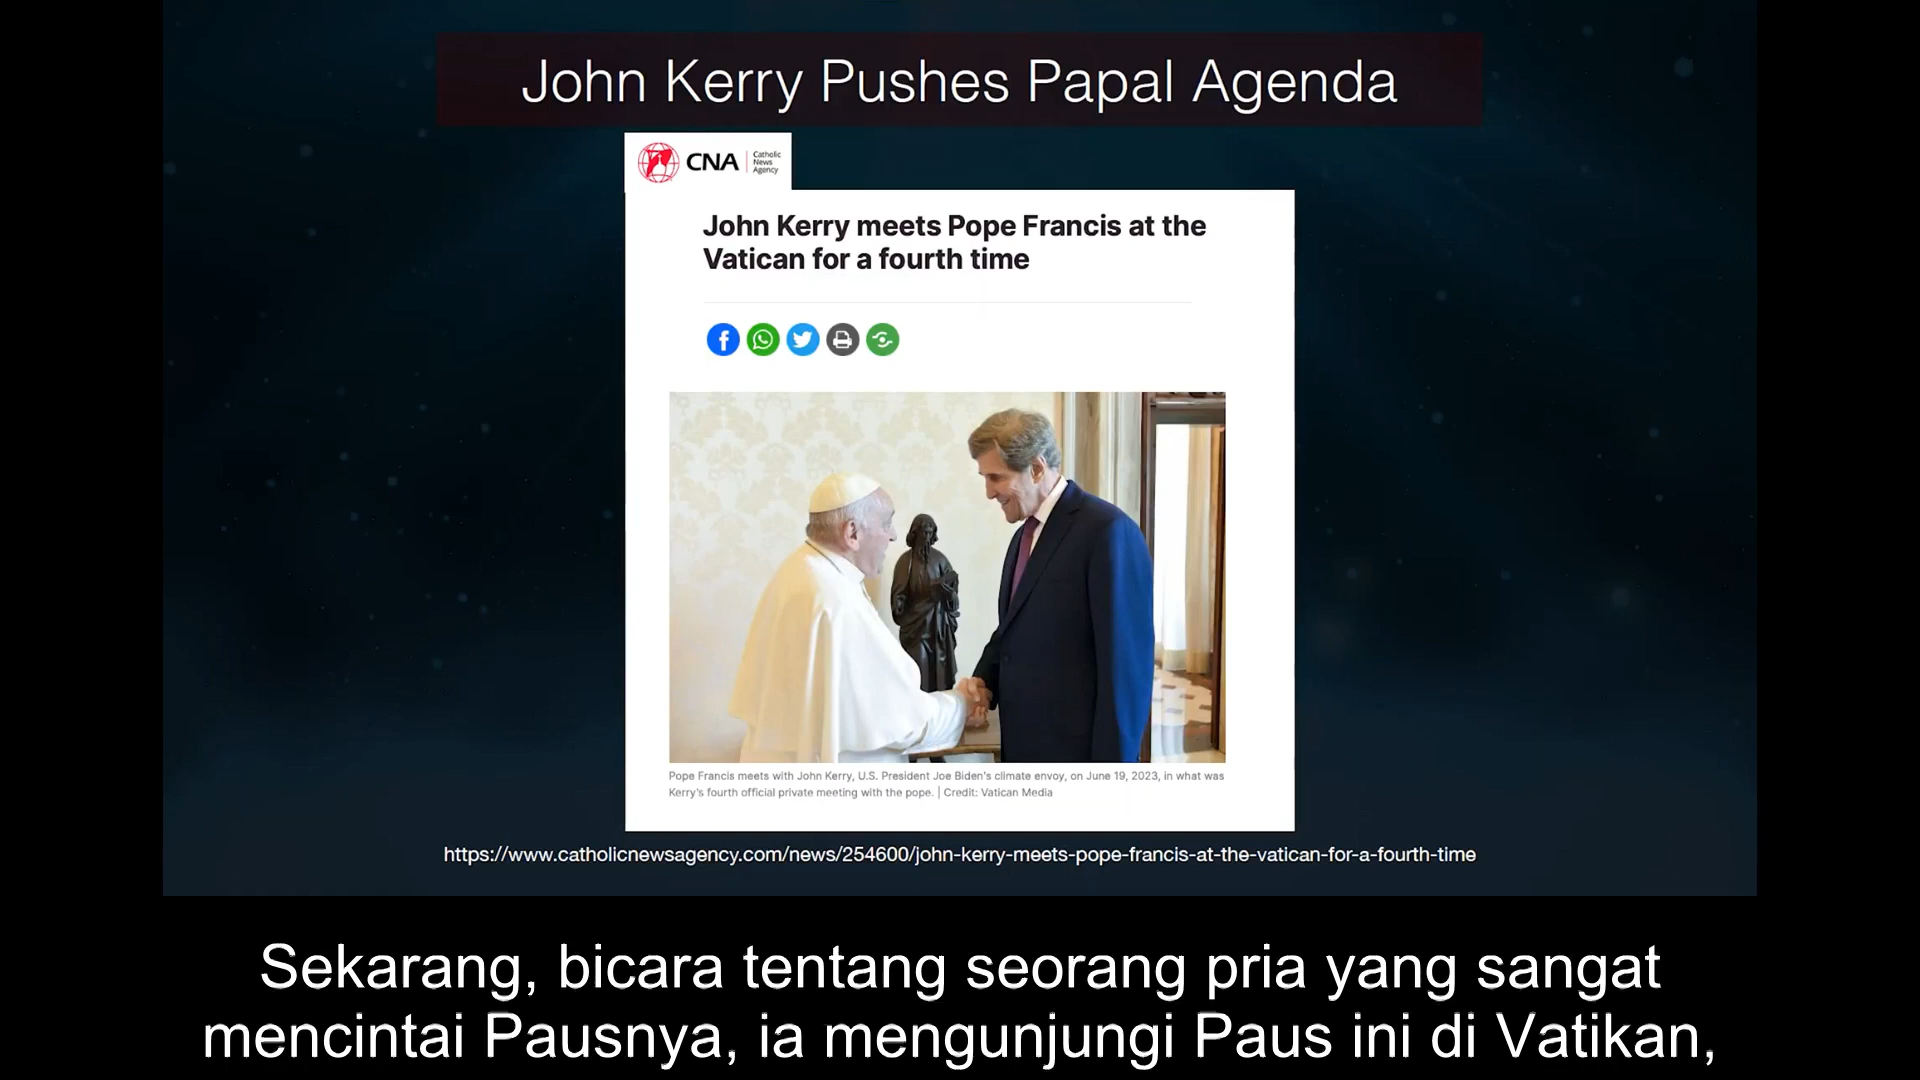 John Kerry Pushes Papal Agenda
CNA
Catholic
News
Agency
John Kerry meets Pope Francis at the
Vatican for a fourth time
Pope Francis meets with John Kerry, U.S. President Joe Biden's climate envoy, on June 19, 2023, in what was
Kerry's fourth official private meeting with the pope. | Credit: Vatican Media
https://www.catholicnewsagency.com/news/254600/john-kerry-meets-pope-francis-at-the-vatican-for-a-fourth-time
Sekarang, bicara tentang seorang pria yang sangat
mencintai Pausnya, ia mengunjungi Paus ini di Vatikan,